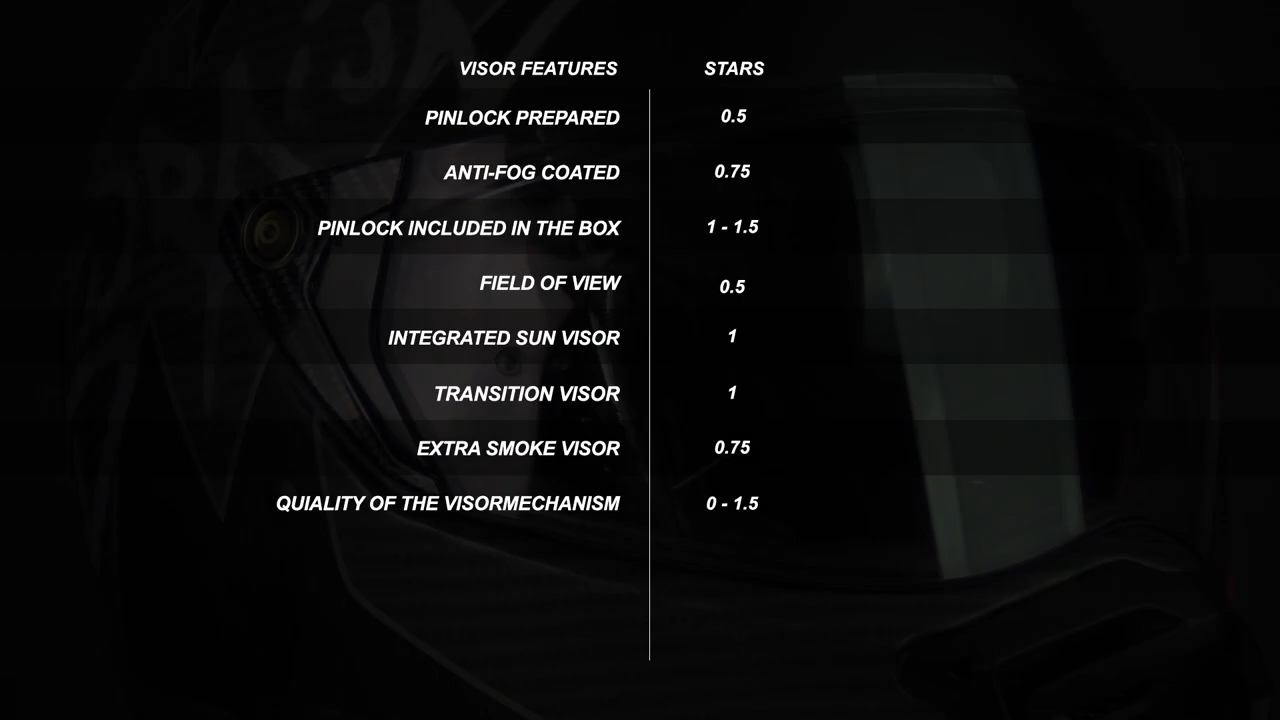 VISOR FEATURES STARS
PINLOCK PREPARED 0.5
ANTI-FOG COATED 0.75
PINLOCK INCLUDED IN THE BOX 1 - 1.5
FIELD OF VIEW 0.5
INTEGRATED SUN VISOR 1
TRANSITION VISOR 1
EXTRA SMOKE VISOR 0.75
QUIALITY OF THE VISORMECHANISM 0 - 1.5